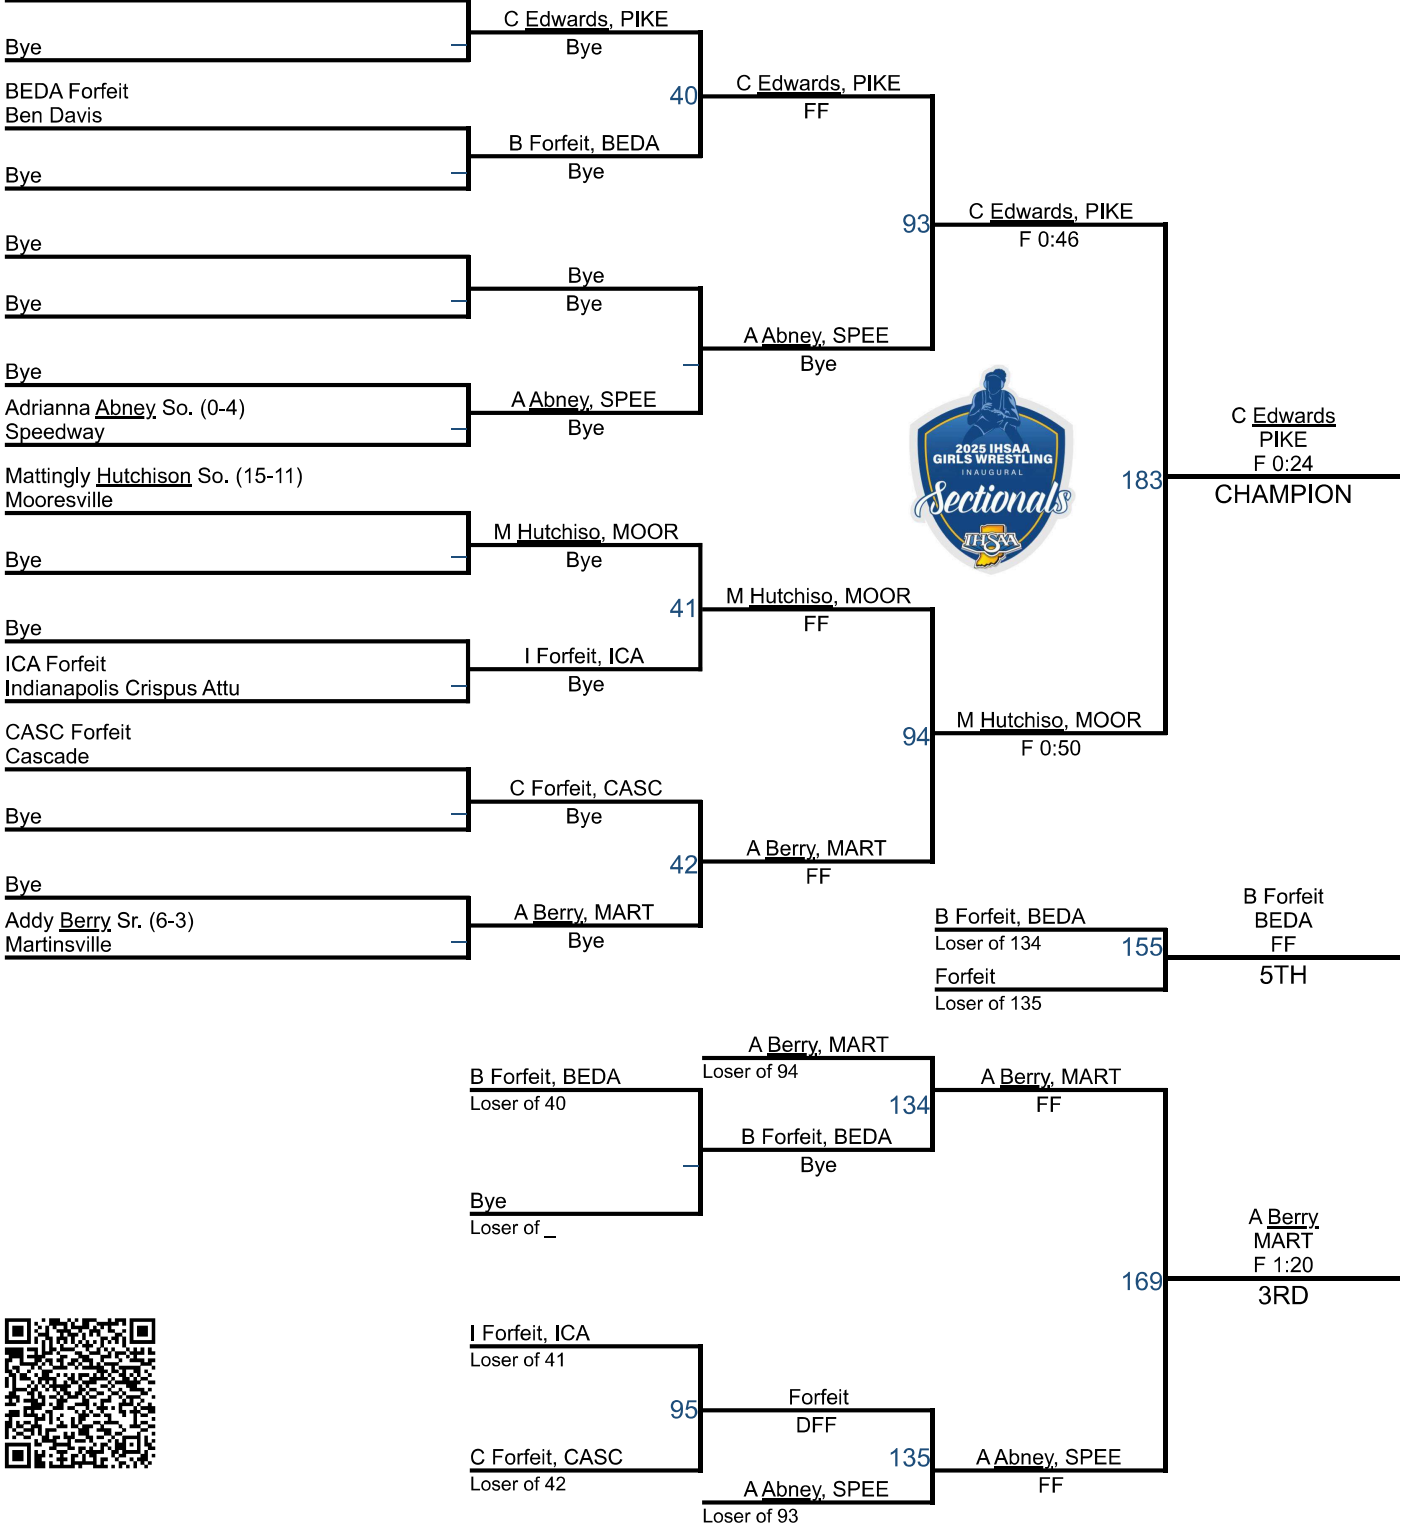 C Edwards, PIKE
Bye
Bye
BEDA Forfeit
Ben Davis
40
C Edwards, PIKE
FF
B Forfeit, BEDA
Bye
Bye
93
C Edwards, PIKE
F 0:46
Bye
Bye
Bye
Bye
A Abney, SPEE
Bye
Bye
Adrianna Abney So. (0-4)
Speedway
A Abney, SPEE
Bye
2025 IHSAA
GIRLS WRESTLING
INAUGURAL
Sectionals
IHSAA
C Edwards
PIKE
F 0:24
CHAMPION
183
Mattingly Hutchison So. (15-11)
Mooresville
M Hutchiso, MOOR
Bye
Bye
41
M Hutchiso, MOOR
FF
Bye
ICA Forfeit
Indianapolis Crispus Attu
I Forfeit, ICA
Bye
94
M Hutchiso, MOOR
F 0:50
CASC Forfeit
Cascade
C Forfeit, CASC
Bye
Bye
42
A Berry, MART
FF
Bye
Addy Berry Sr. (6-3)
Martinsville
A Berry, MART
Bye
B Forfeit, BEDA
Loser of 134
155
Forfeit
Loser of 135
B Forfeit
BEDA
FF
5TH
A Berry, MART
Loser of 94
B Forfeit, BEDA
Loser of 40
134
A Berry, MART
FF
B Forfeit, BEDA
Bye
Bye
Loser of _
169
A Berry
MART
F 1:20
3RD
I Forfeit, ICA
Loser of 41
95
Forfeit
DFF
C Forfeit, CASC
Loser of 42
135
A Abney, SPEE
FF
A Abney, SPEE
Loser of 93